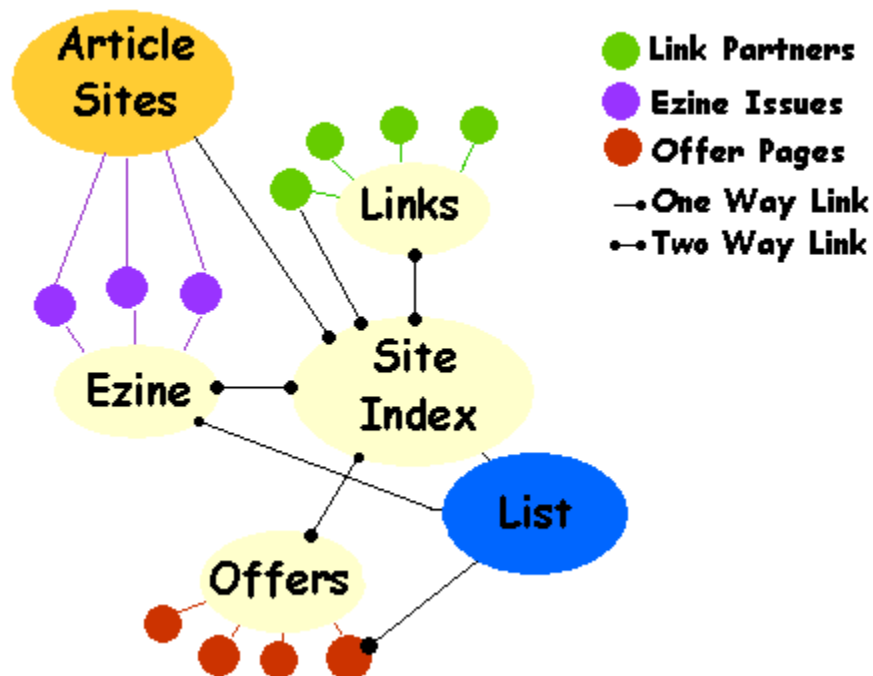 Article
Sites
Link Partners
Ezine Issues
Offer Pages
One Way Link
Two Way Link
Links
Site
Index
Ezine
List
Offers